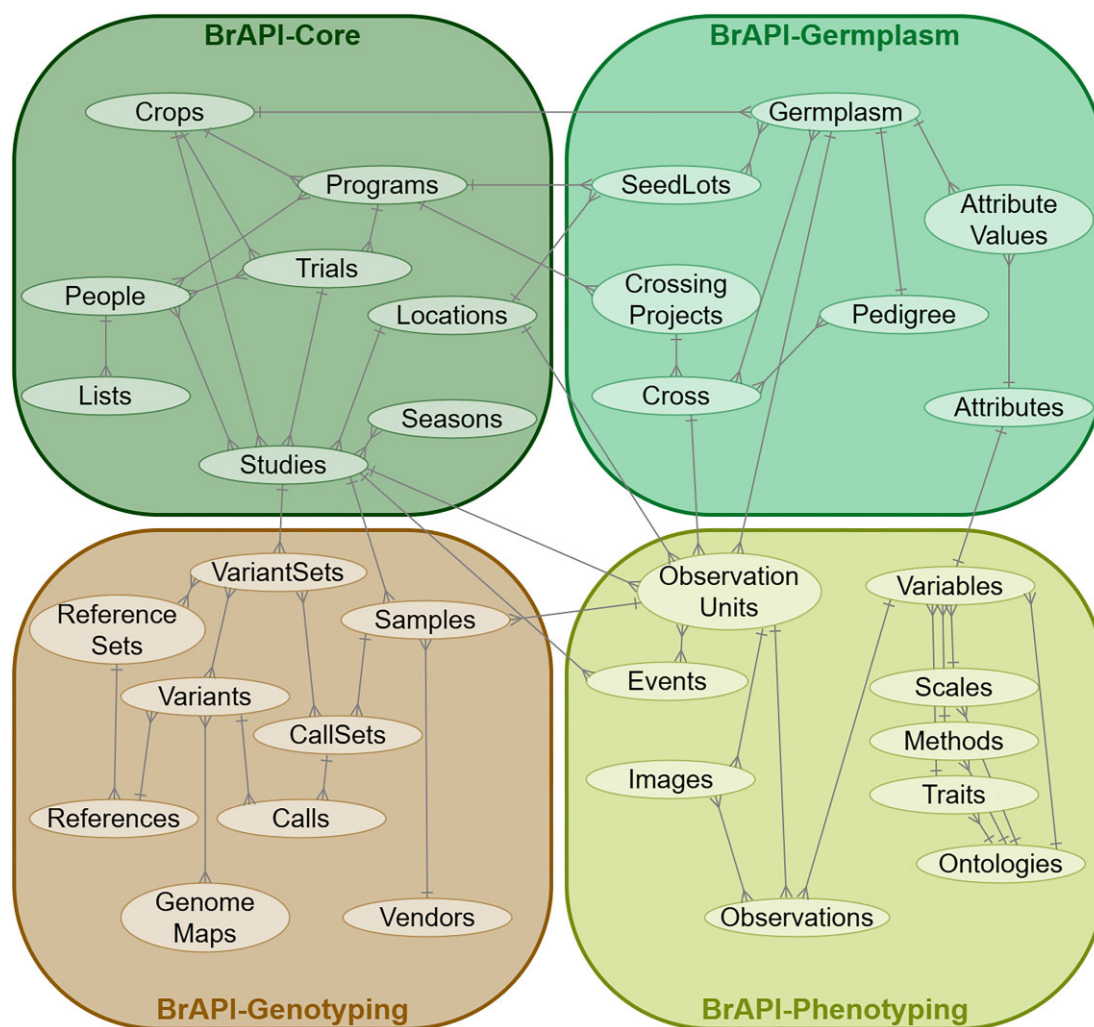 BrAPI-Core
Crops
Programs
Trials
People
Locations
Lists
Seasons
Studies
BrAPI-Germplasm
Germplasm
SeedLots
Attribute
Values
Crossing
Projects
Pedigree
Cross
Attributes
VariantSets
Reference
Sets
Samples
Variants
CallSets
References
Calls
Genome
Maps
Vendors
BrAPI-Genotyping
Observation
Units
Variables
Events
Scales
Methods
Images
Traits
Ontologies
Observations
BrAPI-Phenotyping